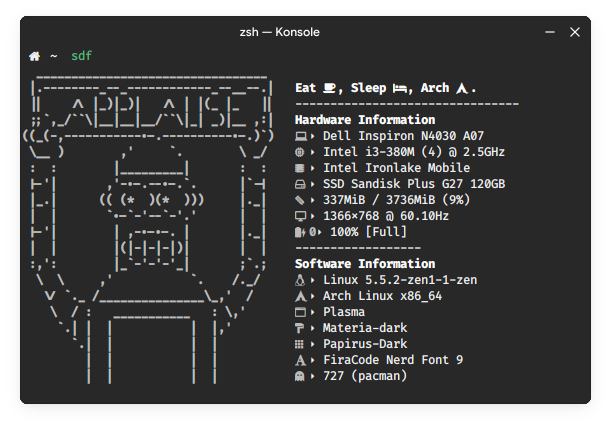 zsh — Konsole
~ sdf
Eat , Sleep , Arch .
-------------------------------
Hardware Information
Dell Inspiron N4030 A07
Intel i3-380M (4) @ 2.5GHz
Intel Ironlake Mobile
SSD Sandisk Plus G27 120GB
337MiB / 3736MiB (9%)
1366×768 @ 60.10Hz
0 100% [Full]
------------------
Software Information
Linux 5.5.2-zen1-1-zen
Arch Linux x86_64
Plasma
Materia-dark
Papirus-Dark
FiraCode Nerd Font 9
727 (pacman)